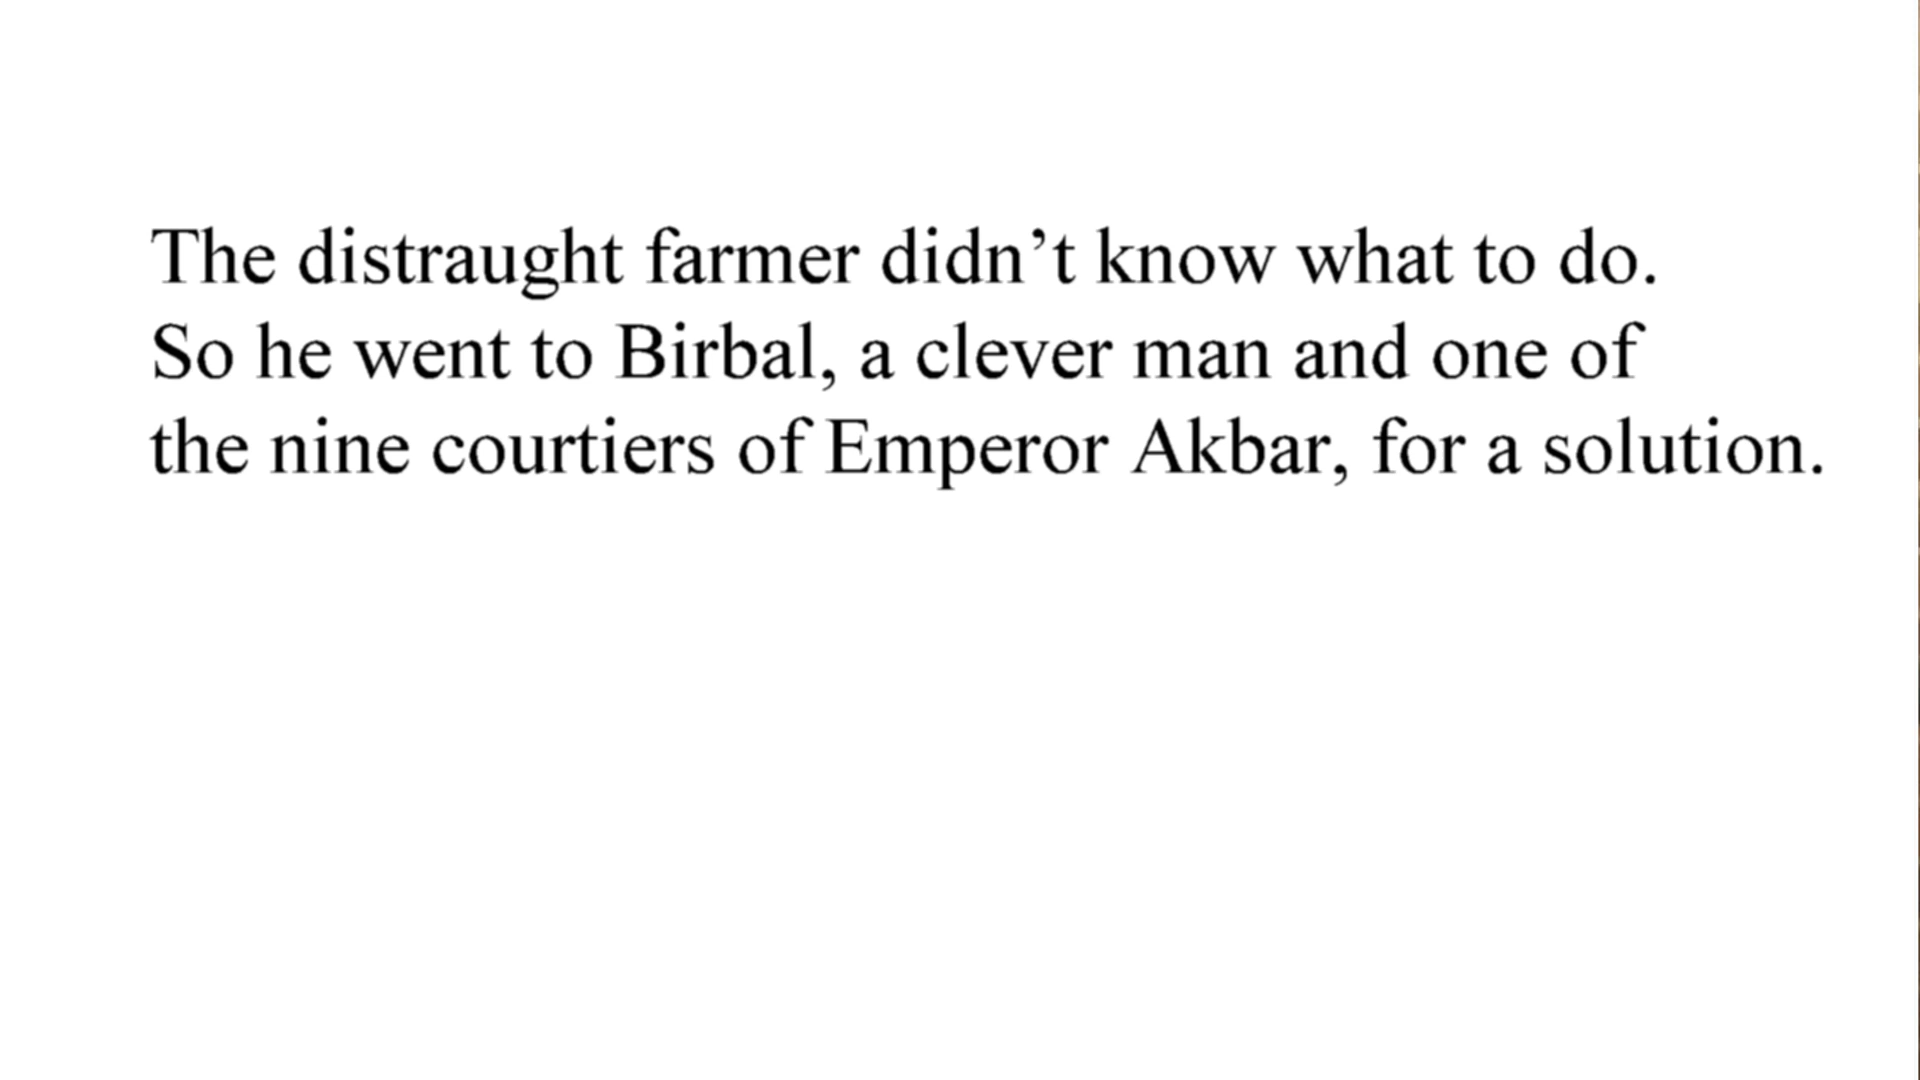 The distraught farmer didn’t know what to do.
So he went to Birbal, a clever man and one of
the nine courtiers of Emperor Akbar, for a solution.